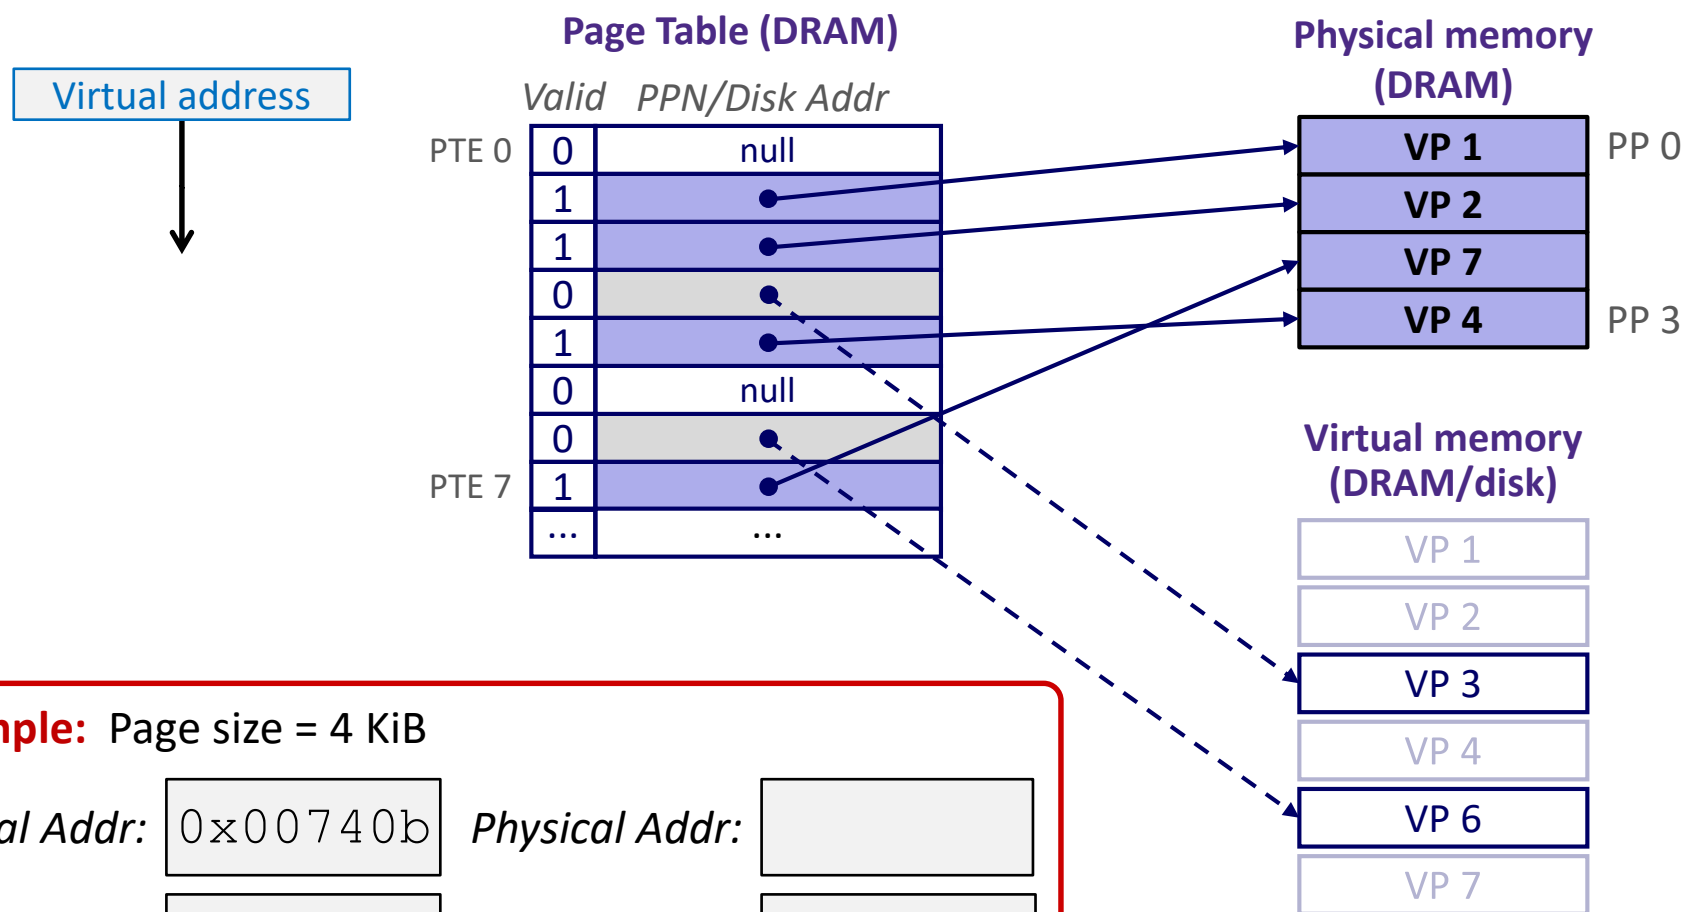 Page Table (DRAM)
Physical memory
(DRAM)
Virtual address
Valid PPN/Disk Addr
PTE 0 0 null
1
1
0
1
0 null
0
PTE 7 1
... ...
VP 1 PP 0
VP 2
VP 7
VP 4 PP 3
Virtual memory
(DRAM/disk)
VP 1
VP 2
VP 3
VP 4
VP 6
VP 7
mple: Page size = 4 KiB
al Addr: 0x00740b Physical Addr: